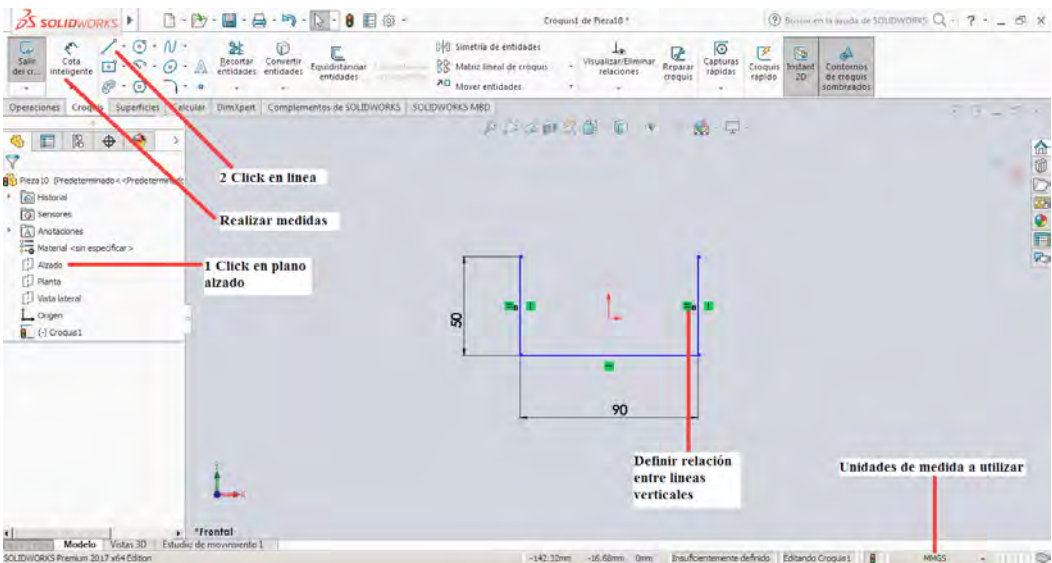 SOLIDWORKS
Croquis1 de Pieza10 *
Buscar en la ayuda de SOLIDWORKS
Salir del cr...
Cota inteligente
Recortar entidades
Convertir entidades
Equidistanciar entidades
Simetría de entidades
Matriz lineal de croquis
Mover entidades
Visualizar/Eliminar relaciones
Reparar croquis
Capturas rápidas
Croquis rápido
Instant 2D
Contornos de croquis sombreados
Operaciones Croquis Superficies Calcular DimXpert Complementos de SOLIDWORKS SOLIDWORKS MBD
Pieza10 (Predeterminado<<Predeterminado
Historial
Sensores
Anotaciones
Material <sin especificar>
Alzado
Planta
Vista lateral
Origen
(-) Croquis1
2 Click en linea
Realizar medidas
1 Click en plano
alzado
50
90
Definir relación
entre lineas
verticales
Unidades de medida a utilizar
*Frontal
Modelo Vistas 3D Estudio de movimiento 1
SOLIDWORKS Premium 2017 x64 Edition
-142.32mm -16.68mm 0mm Insuficientemente definido Editando Croquis1 MMGS